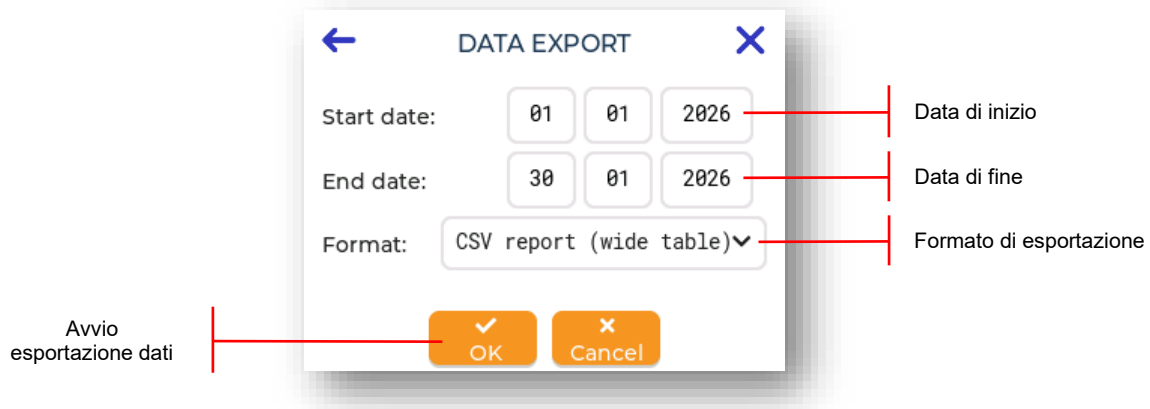 DATA EXPORT
Start date: 01 01 2026 Data di inizio
End date: 30 01 2026 Data di fine
Format: CSV report (wide table) Formato di esportazione
Avvio
esportazione dati
OK Cancel